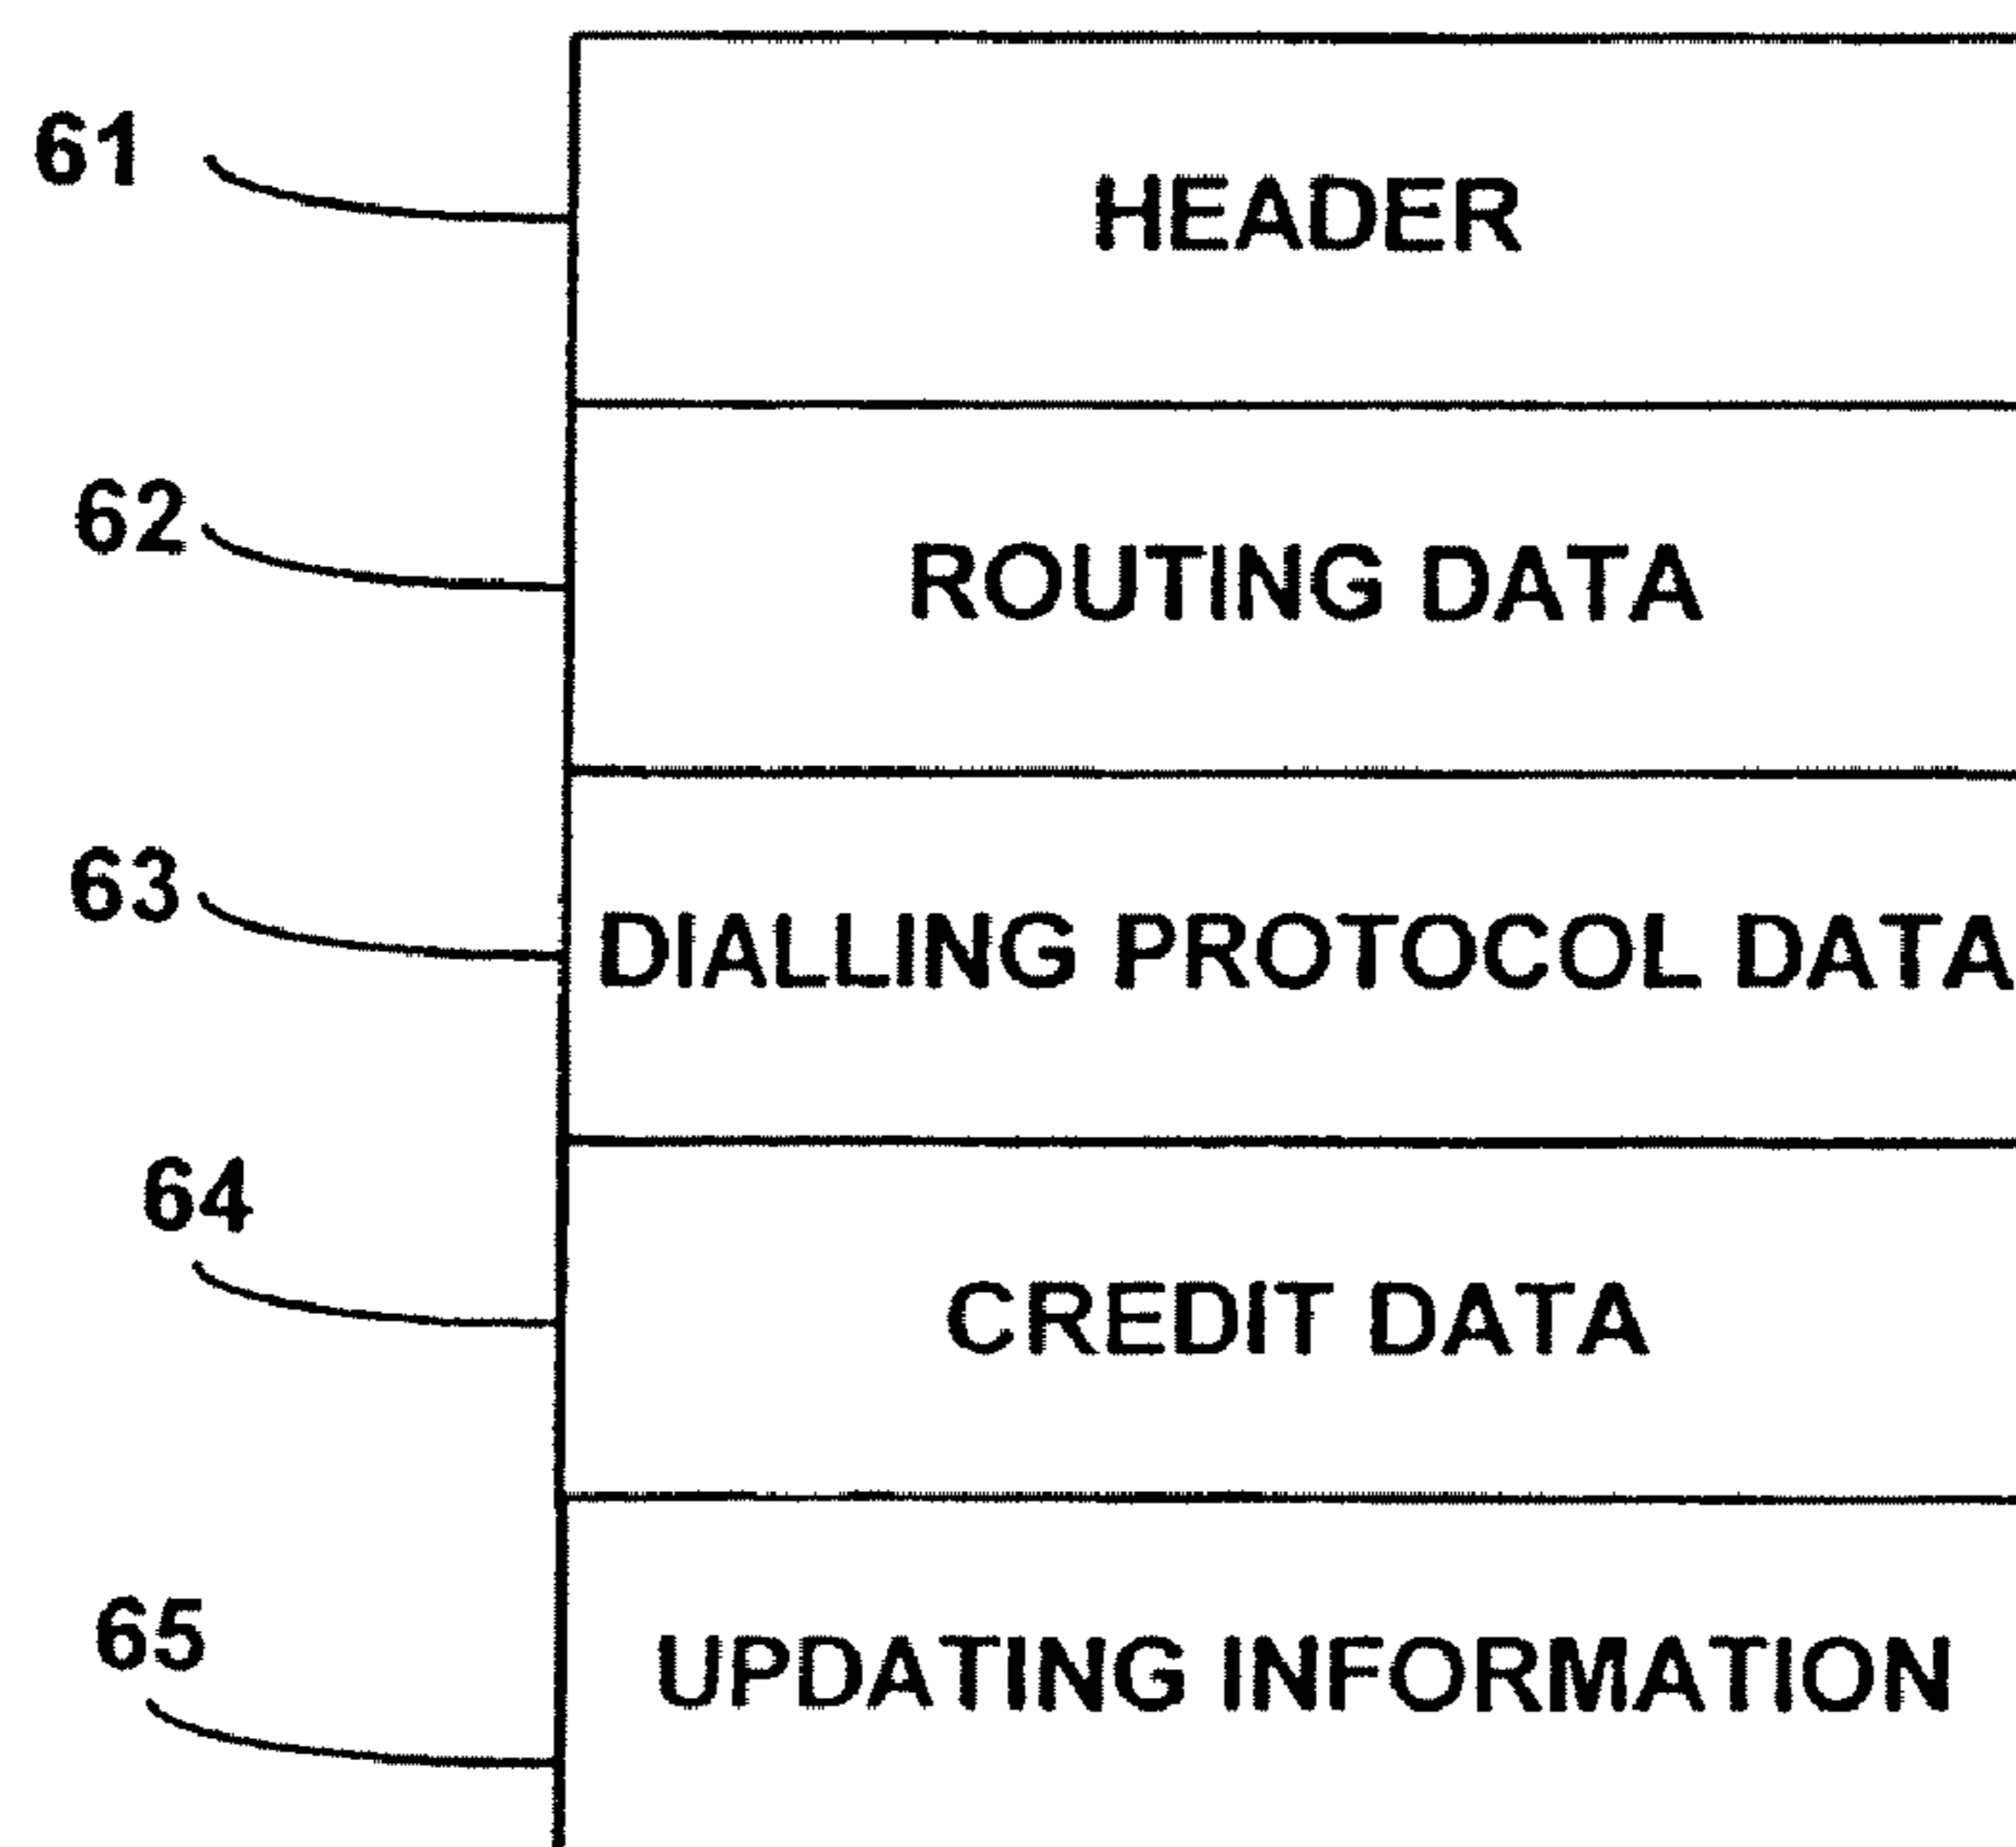 61
HEADER
62
ROUTING DATA
63
DIALLING PROTOCOL DATA
64
CREDIT DATA
65
UPDATING INFORMATION